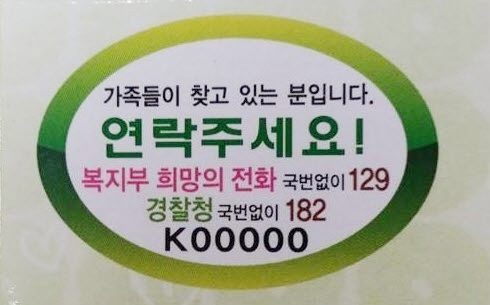 가족들이 찾고 있는 분입니다.
연락주세요!
복지부 희망의 전화 국번없이 129
경찰청 국번없이 182
K00000